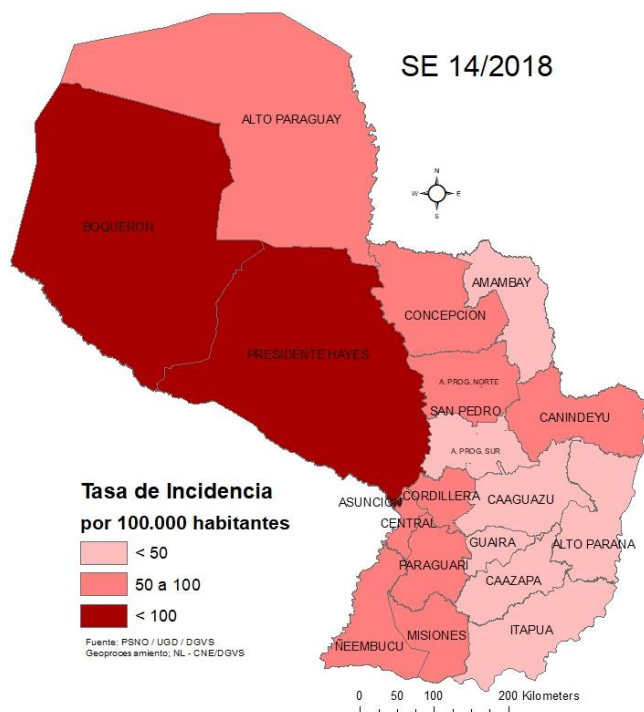 SE 14/2018
ALTO PARAGUAY
N
W E
S
BOQUERON
AMAMBAY
CONCEPCION
PRESIDENTE HAYES
A. PROG. NORTE
SAN PEDRO
CANINDEYU
A. PROG. SUR
Tasa de Incidencia
por 100.000 habitantes
< 50
50 a 100
< 100
ASUNCION
CORDILLERA
CAAGUAZU
CENTRAL
GUAIRA
ALTO PARANA
PARAGUARI
CAAZAPA
ITAPUA
MISIONES
ÑEEMBUCU
Fuente: PSNO / UGD / DGVS
Geoprocesamiento; NL - CNE/DGVS
0 50 100 200 Kilometers